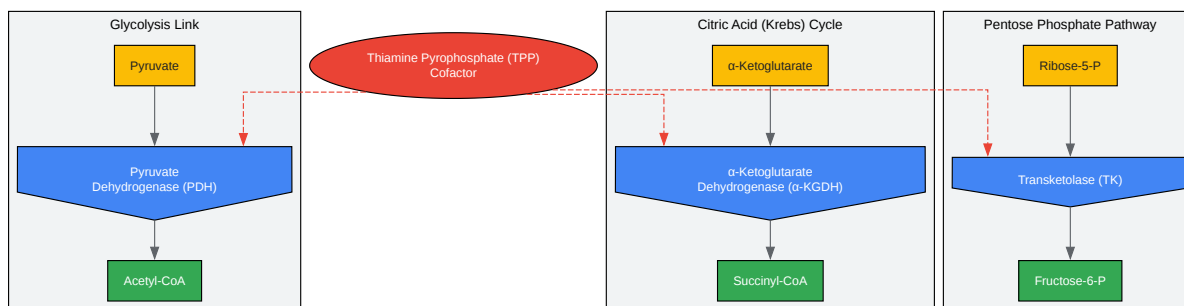 Glycolysis Link
Citric Acid (Krebs) Cycle
Pentose Phosphate Pathway
Pyruvate
Thiamine Pyrophosphate (TPP)
Cofactor
α-Ketoglutarate
Ribose-5-P
Pyruvate
Dehydrogenase (PDH)
α-Ketoglutarate
Dehydrogenase (α-KGDH)
Transketolase (TK)
Acetyl-CoA
Succinyl-CoA
Fructose-6-P